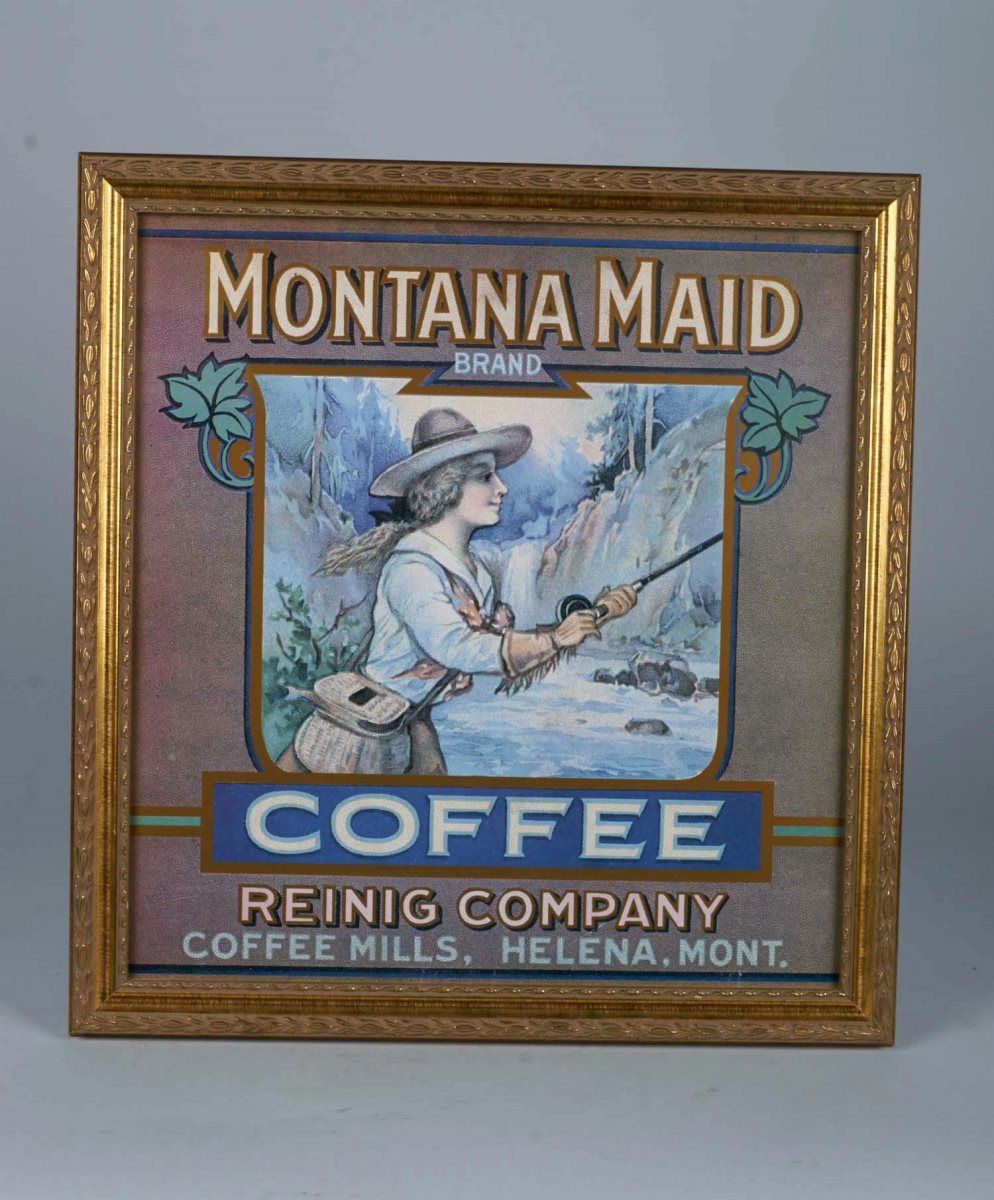 MONTANA MAID
BRAND
COFFEE
REINIG COMPANY
COFFEE MILLS, HELENA, MONT.